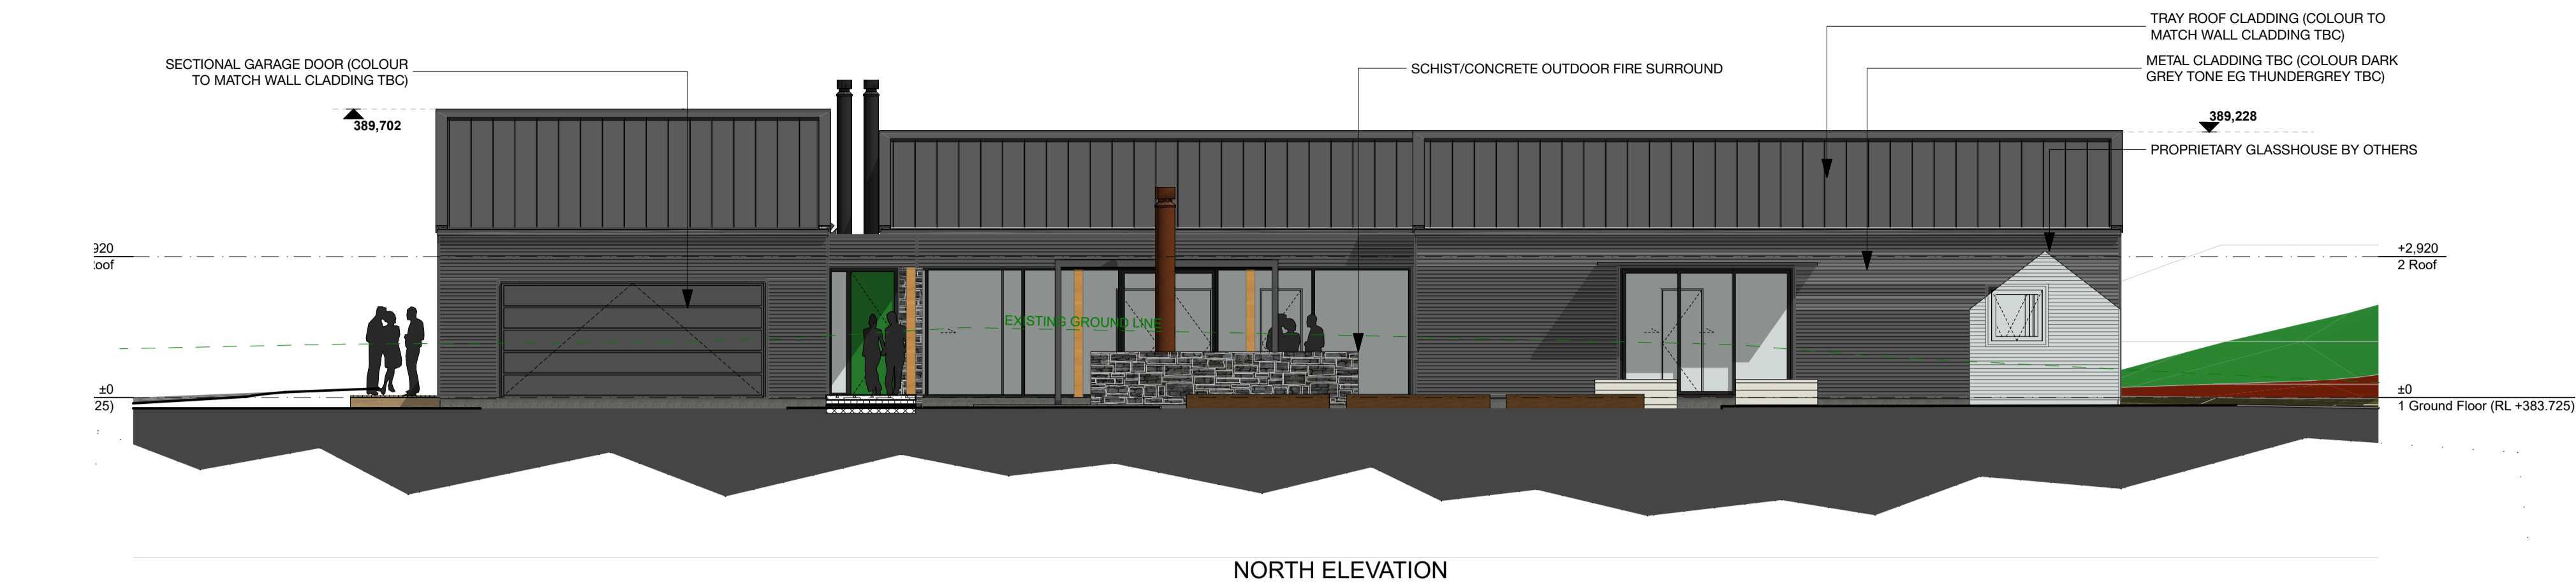 TRAY ROOF CLADDING (COLOUR TO
MATCH WALL CLADDING TBC)
SECTIONAL GARAGE DOOR (COLOUR
TO MATCH WALL CLADDING TBC)
SCHIST/CONCRETE OUTDOOR FIRE SURROUND
METAL CLADDING TBC (COLOUR DARK
GREY TONE EG THUNDERGREY TBC)
389,702
389,228
PROPRIETARY GLASSHOUSE BY OTHERS
920
+2,920
2 Roof
EXISTING GROUND LINE
±0
25)
±0
1 Ground Floor (RL +383.725)
NORTH ELEVATION